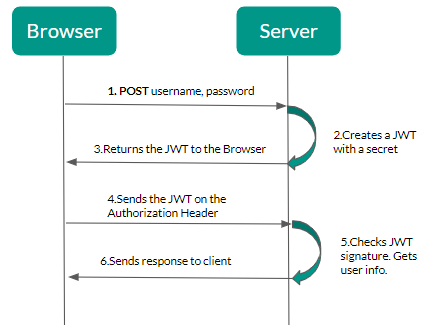 Browser
Server
1. POST username, password
2.Creates a JWT
with a secret
3.Returns the JWT to the Browser
4.Sends the JWT on the
Authorization Header
5.Checks JWT
signature. Gets
user info.
6.Sends response to client